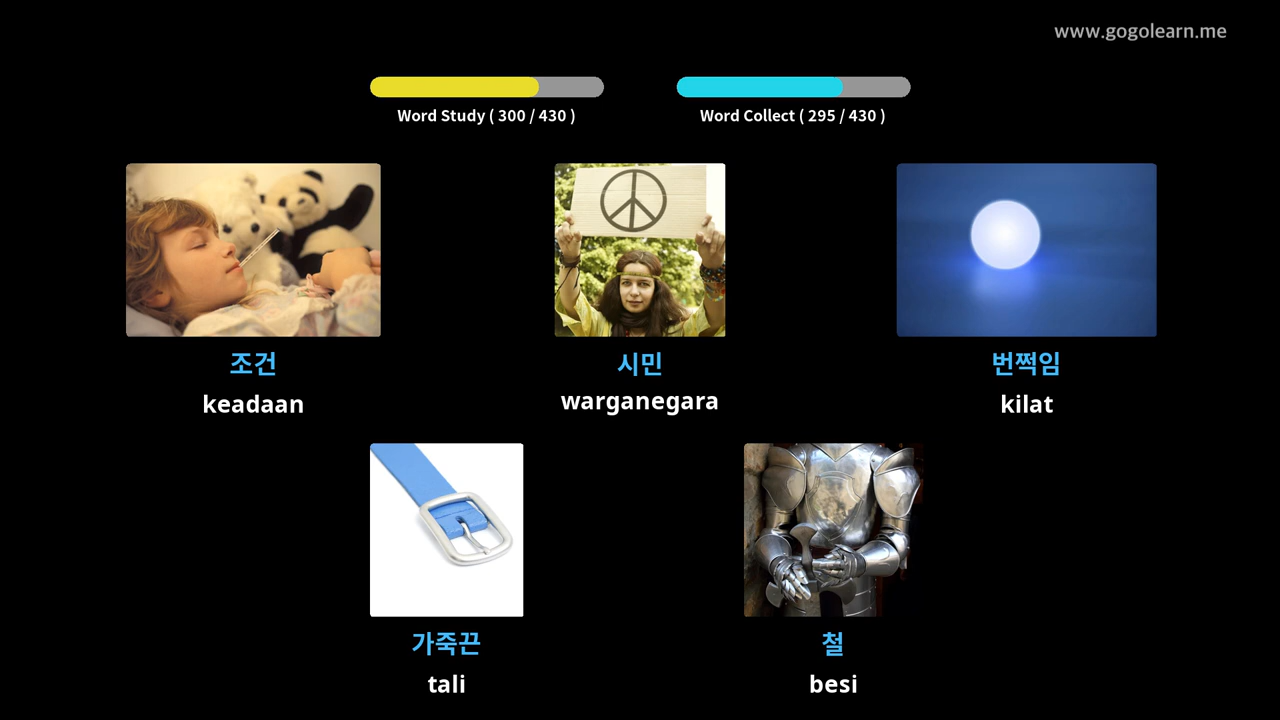 www.gogolearn.me
Word Study ( 300 / 430 )
Word Collect ( 295 / 430 )
조건
keadaan
시민
warganegara
번쩍임
kilat
가죽끈
tali
철
besi